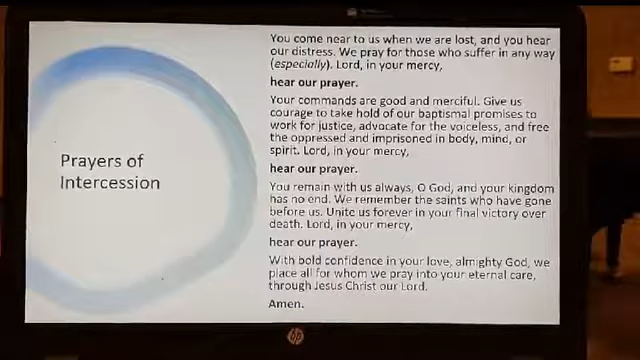 You come near to us when we are lost, and you hear
our distress. We pray for those who suffer in any way
(especially). Lord, in your mercy,
hear our prayer.
Your commands are good and merciful. Give us
courage to take hold of our baptismal promises to
work for justice, advocate for the voiceless, and free
the oppressed and imprisoned in body, mind, or
spirit. Lord, in your mercy,
hear our prayer.
Prayers of
Intercession
You remain with us always, O God, and your kingdom
has no end. We remember the saints who have gone
before us. Unite us forever in your final victory over
death. Lord, in your mercy,
hear our prayer.
With bold confidence in your love, almighty God, we
place all for whom we pray into your eternal care,
through Jesus Christ our Lord.
Amen.
hp